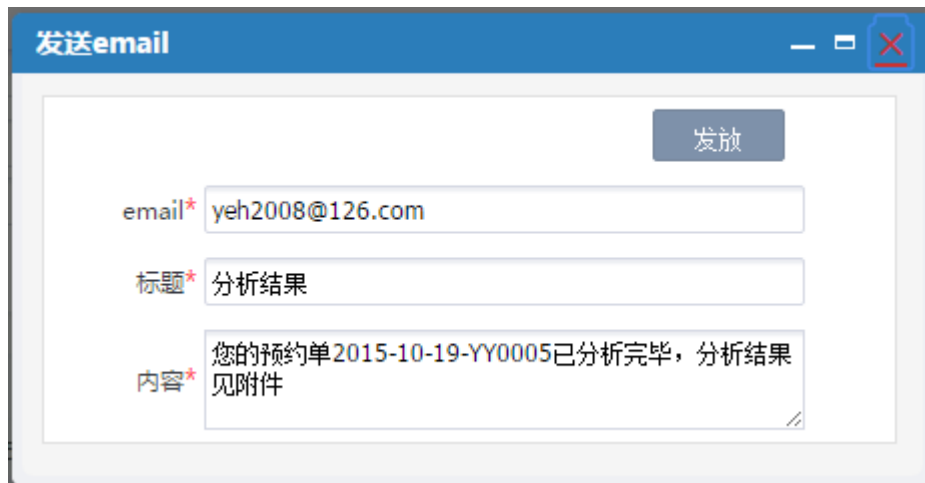 发送email
发放
email* yeh2008@126.com
标题* 分析结果
内容* 您的预约单2015-10-19-YY0005已分析完毕，分析结果
见附件